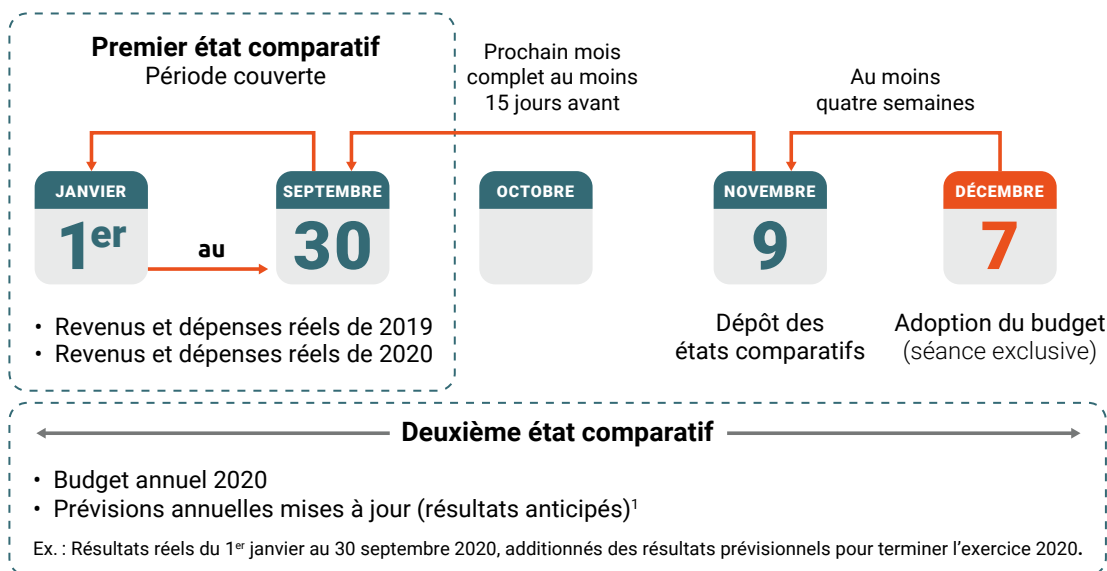 Premier état comparatif
Période couverte
Prochain mois
complet au moins
15 jours avant
Au moins
quatre semaines
JANVIER
1er
au
SEPTEMBRE
30
OCTOBRE
NOVEMBRE
9
DÉCEMBRE
7
• Revenus et dépenses réels de 2019
• Revenus et dépenses réels de 2020
Dépôt des
états comparatifs
Adoption du budget
(séance exclusive)
Deuxième état comparatif
• Budget annuel 2020
• Prévisions annuelles mises à jour (résultats anticipés)1
Ex. : Résultats réels du 1er janvier au 30 septembre 2020, additionnés des résultats prévisionnels pour terminer l’exercice 2020.